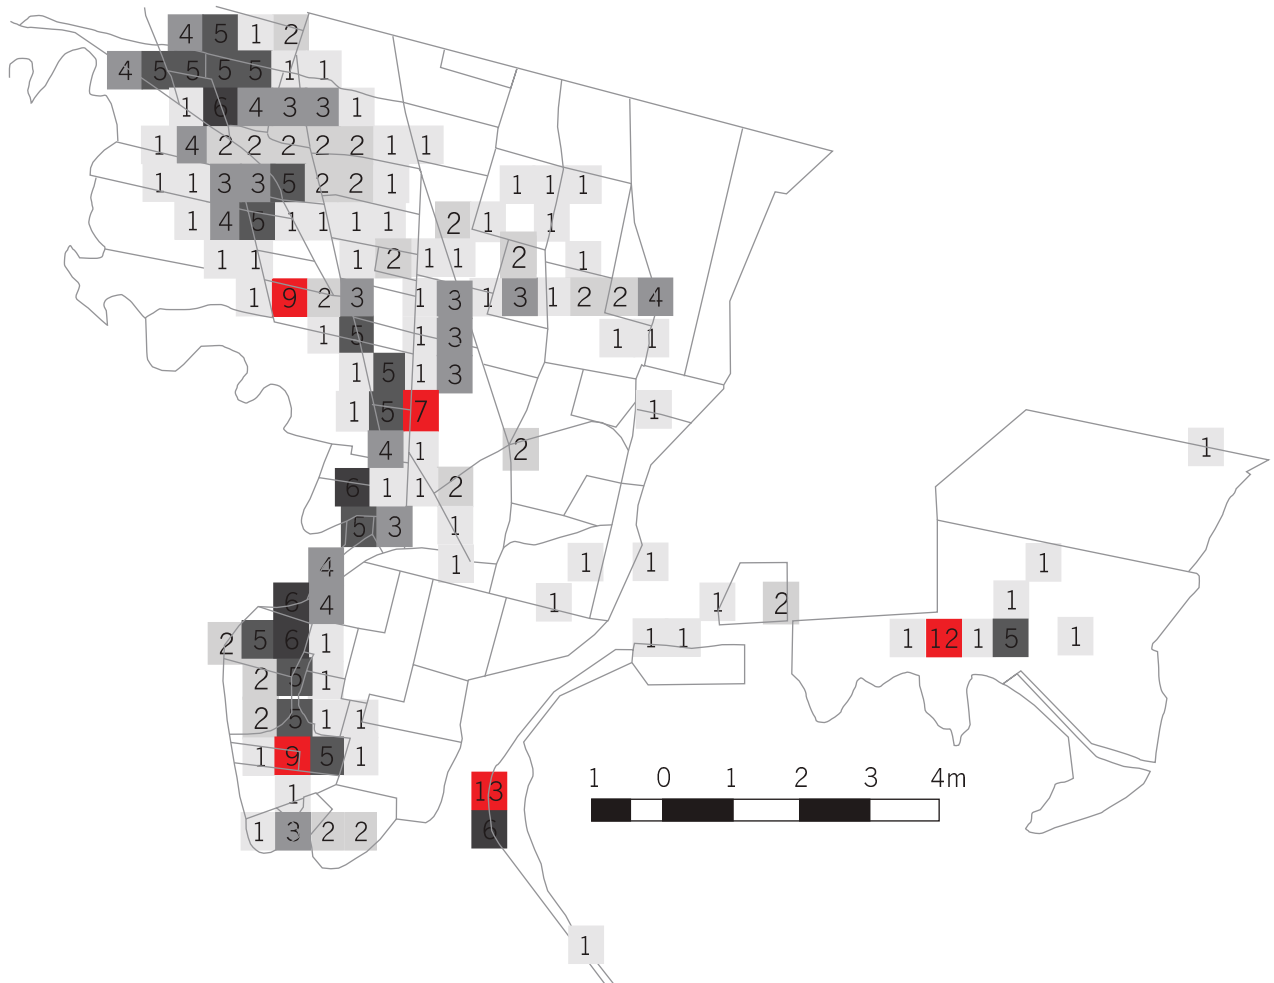 4 5 1 2
4 5 5 5 5 1 1
1 6 4 3 3 1
1 4 2 2 2 2 2 1 1
1 1 3 3 5 2 2 1 1 1 1
1 4 5 1 1 1 1 2 1 1
1 1 1 2 1 1 2 1
1 9 2 3 1 3 1 3 1 2 2 4
1 5 1 3 1 1
1 5 1 3
1 5 7 1
4 1 2 1
6 1 1 2
5 3 1
4 1 1 1 1
6 4 1 1 2 1
2 5 6 1 1 1 1 12 1 5 1
2 5 1
2 5 1 1
1 9 5 1
1 0 1 2 3 4m
1 13
1 3 2 2 6
1